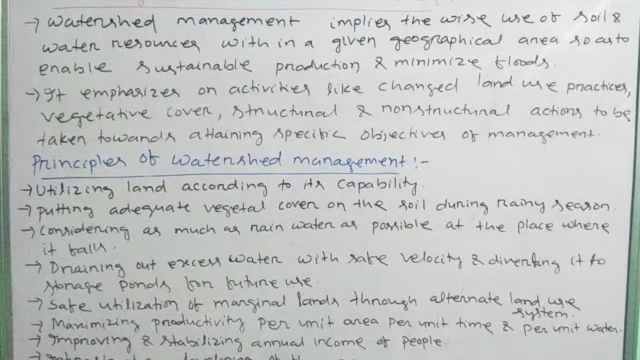 → Watershed management implies the wise use of soil &
water resources with in a given geographical area so as to
enable sustainable production & minimize floods.
→ It emphasizes on activities like changed land use practices,
vegetative cover, structural & nonstructural actions to be
taken towards attaining specific objectives of management.
Principles of Watershed management :-
→ Utilizing land according to its capability.
→ putting adequate vegetal cover on the soil during rainy season.
→ Considering as much as rain water as possible at the place where
it falls.
→ Draining out excess water with safe velocity & diverting it to
storage ponds for future use.
→ Safe utilization of marginal lands through alternate land use
system.
→ Maximizing productivity per unit area per unit time & per unit water.
→ Improving & stabilizing annual income of people.